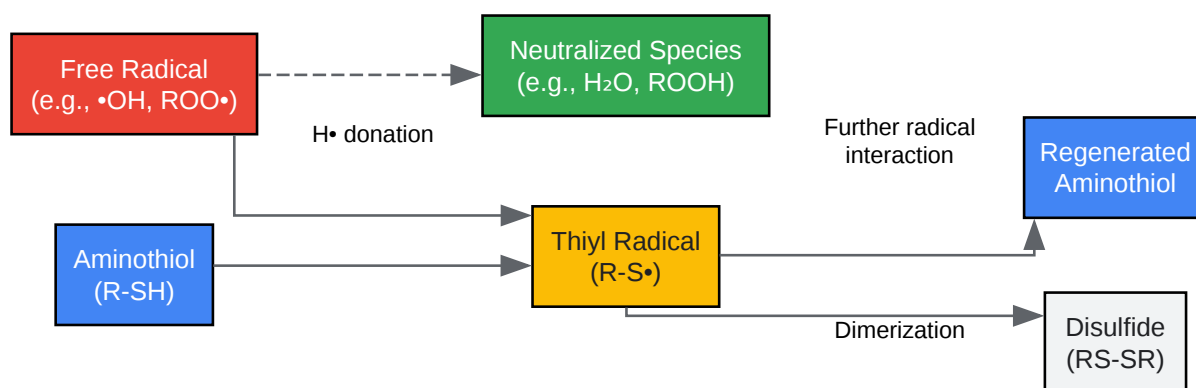 Free Radical
(e.g., •OH, ROO•)
Neutralized Species
(e.g., H₂O, ROOH)
H• donation
Further radical
interaction
Regenerated
Aminothiol
Aminothiol
(R-SH)
Thiyl Radical
(R-S•)
Dimerization
Disulfide
(RS-SR)